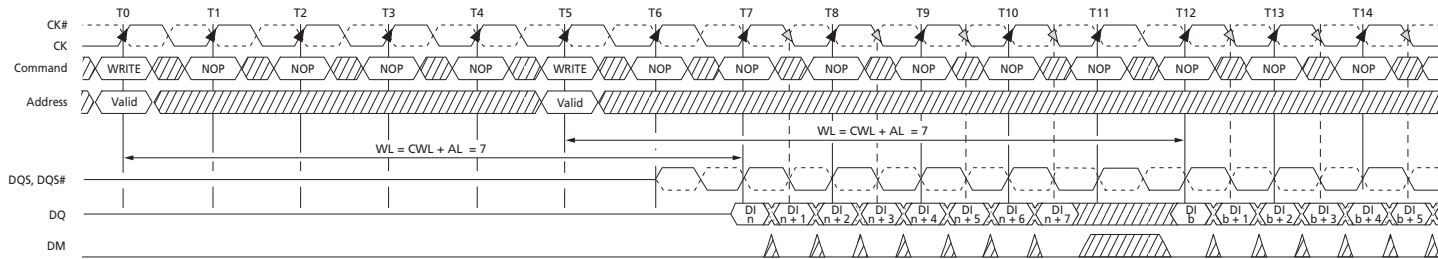 T0 T1 T2 T3 T4 T5 T6 T7 T8 T9 T10 T11 T12 T13 T14
CK#
CK
Command WRITE NOP NOP NOP NOP WRITE NOP NOP NOP NOP NOP NOP NOP NOP NOP
Address Valid Valid
WL = CWL + AL = 7
WL = CWL + AL = 7
DQS, DQS#
DQ DI n DI n + 1 DI n + 2 DI n + 3 DI n + 4 DI n + 5 DI n + 6 DI n + 7 DI b DI b + 1 DI b + 2 DI b + 3 DI b + 4 DI b + 5
DM